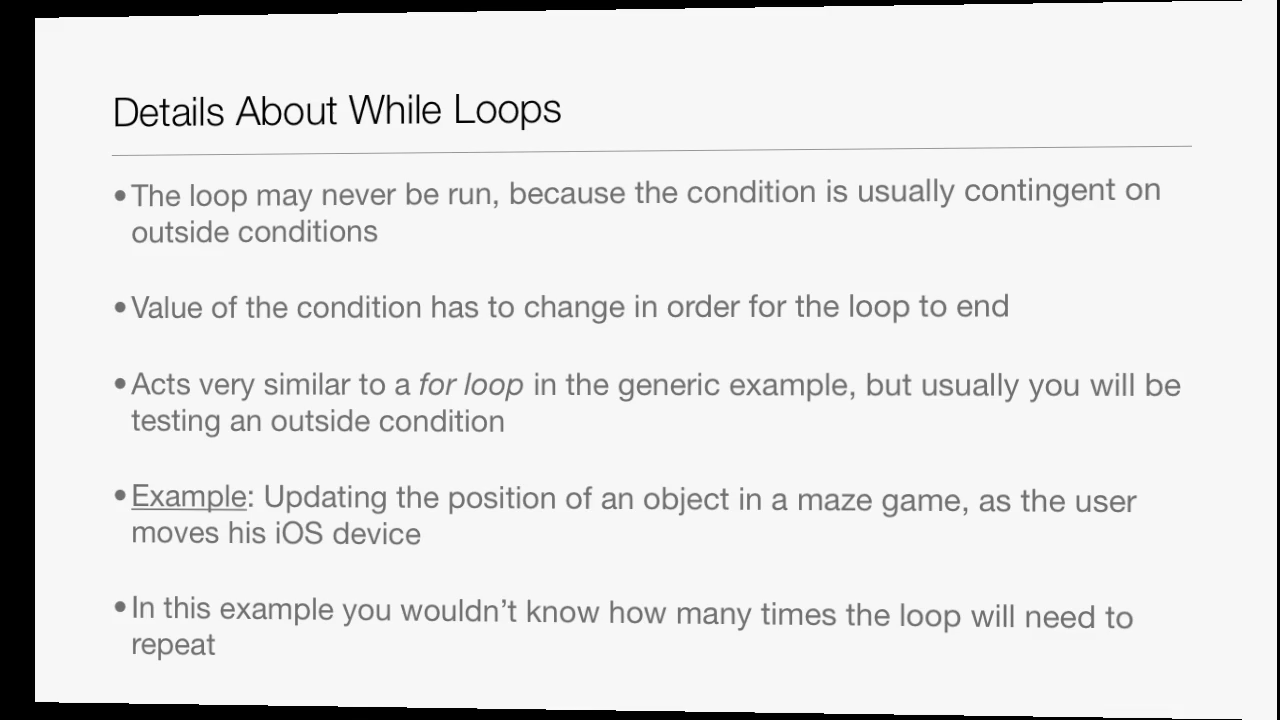 Details About While Loops
•The loop may never be run, because the condition is usually contingent on
outside conditions
•Value of the condition has to change in order for the loop to end
•Acts very similar to a for loop in the generic example, but usually you will be
testing an outside condition
•Example: Updating the position of an object in a maze game, as the user
moves his iOS device
•In this example you wouldn’t know how many times the loop will need to
repeat